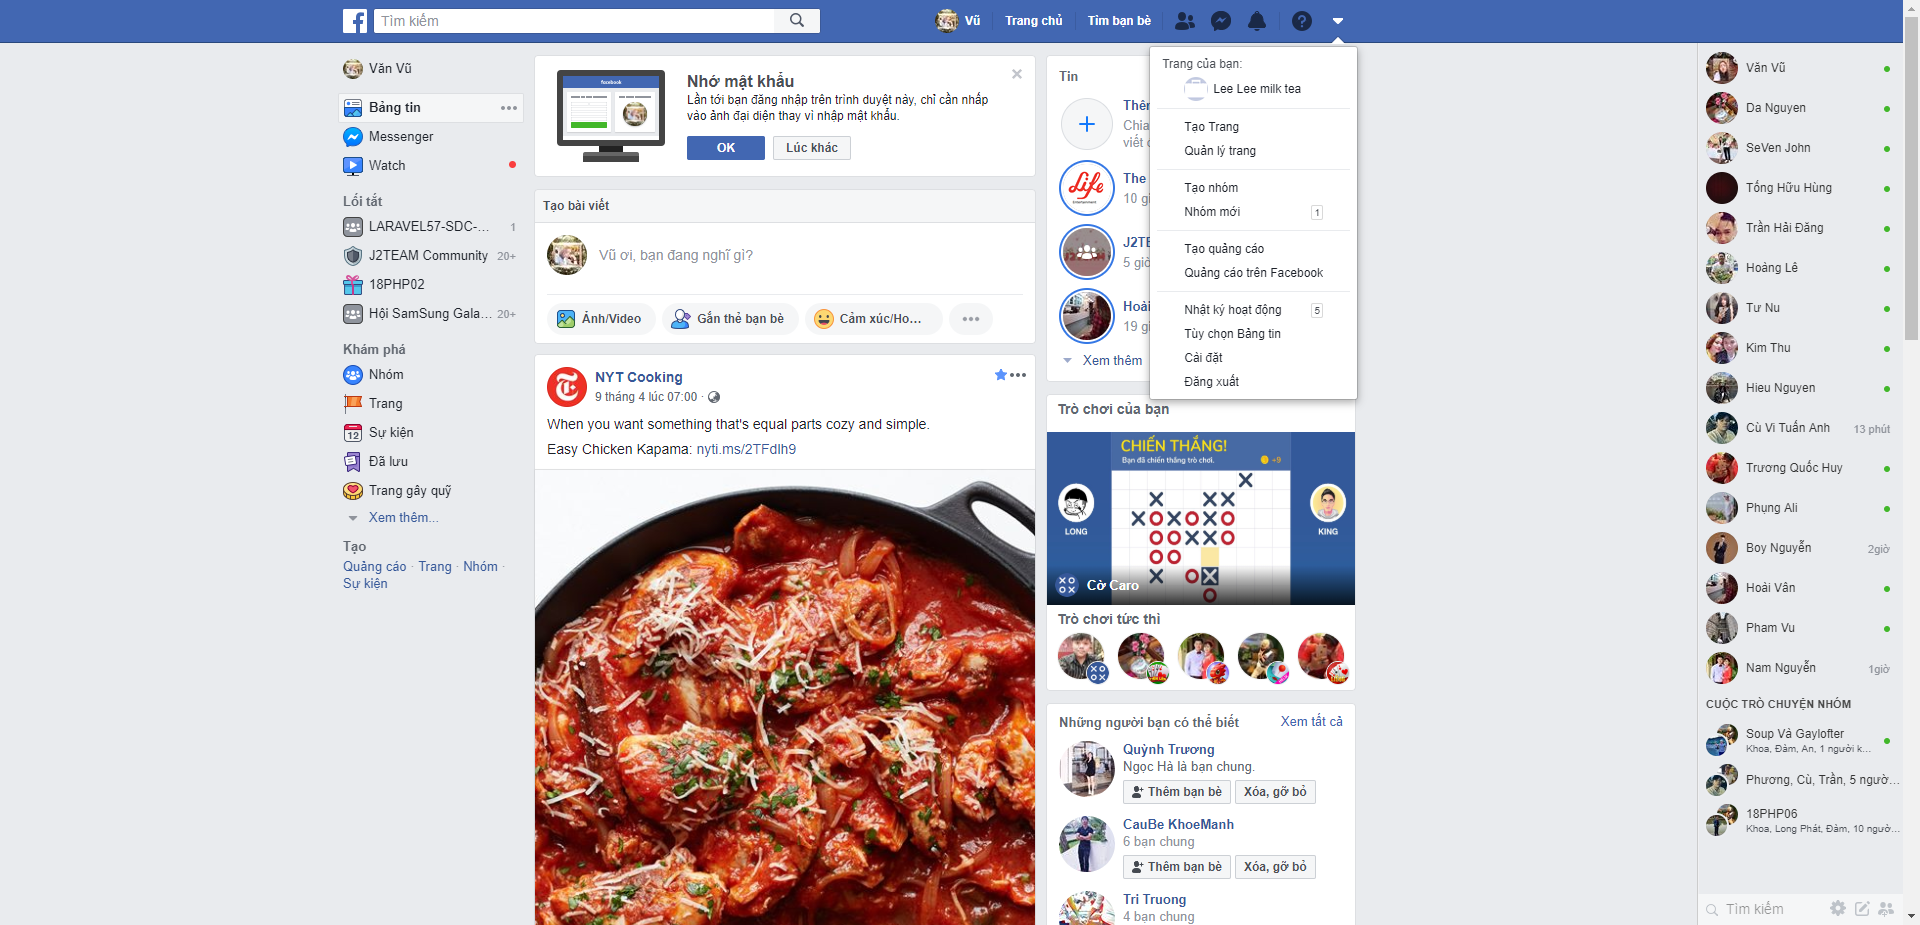 Tìm kiếm
Vũ
Trang chủ
Tìm bạn bè
Văn Vũ
Bảng tin
Messenger
Watch
Lối tắt
LARAVEL57-SDC-... 1
J2TEAM Community 20+
18PHP02
Hội SamSung Gala... 20+
Khám phá
Nhóm
Trang
Sự kiện
Đã lưu
Trang gây quỹ
Xem thêm...
Tạo
Quảng cáo · Trang · Nhóm ·
Sự kiện
facebook
Nhớ mật khẩu
Lần tới bạn đăng nhập trên trình duyệt này, chỉ cần nhấp
vào ảnh đại diện thay vì nhập mật khẩu.
OK
Lúc khác
Tạo bài viết
Vũ ơi, bạn đang nghĩ gì?
Ảnh/Video
Gắn thẻ bạn bè
Cảm xúc/Ho...
NYT Cooking
9 tháng 4 lúc 07:00 ·
When you want something that's equal parts cozy and simple.
Easy Chicken Kapama: nyti.ms/2TFdIh9
Tin
Thêm
Chia
viết
The
Life
10 gi
J2TE
5 giờ
Hoài
19 gi
Xem thêm
Trang của bạn:
Lee Lee milk tea
Tạo Trang
Quản lý trang
Tạo nhóm
Nhóm mới 1
Tạo quảng cáo
Quảng cáo trên Facebook
Nhật ký hoạt động 5
Tùy chọn Bảng tin
Cài đặt
Đăng xuất
Trò chơi của bạn
CHIẾN THẮNG!
Bạn đã chiến thắng trò chơi.
+9
LONG
KING
Cờ Caro
Trò chơi tức thì
Những người bạn có thể biết
Xem tất cả
Quỳnh Trương
Ngọc Hà là bạn chung.
Thêm bạn bè
Xóa, gỡ bỏ
CauBe KhoeManh
6 bạn chung
Thêm bạn bè
Xóa, gỡ bỏ
Tri Truong
4 bạn chung
Văn Vũ
Da Nguyen
SeVen John
Tống Hữu Hùng
Trần Hải Đăng
Hoàng Lê
Tư Nu
Kim Thu
Hieu Nguyen
Cù Vi Tuấn Anh 13 phút
Trương Quốc Huy
Phụng Ali
Boy Nguyễn 2giờ
Hoài Vân
Pham Vu
Nam Nguyễn 1giờ
CUỘC TRÒ CHUYỆN NHÓM
Soup Và Gaylofter
Khoa, Đàm, An, 1 người k...
Phương, Cù, Trần, 5 ngườ...
18PHP06
Khoa, Long Phát, Đàm, 10 ngườ...
Tìm kiếm